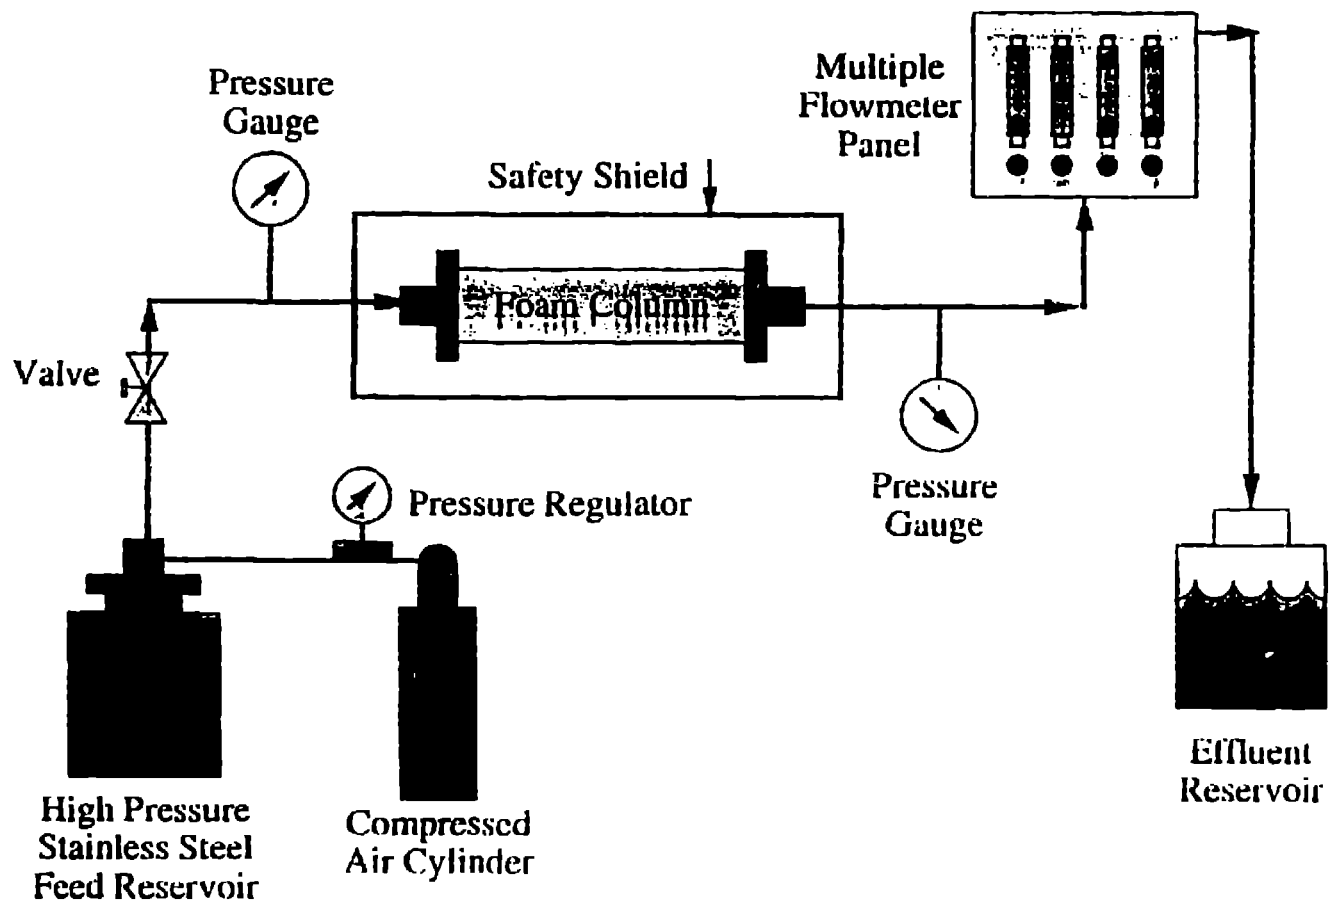 Pressure
Gauge
Multiple
Flowmeter
Panel
Safety Shield
Foam Column
Valve
Pressure Regulator
Pressure
Gauge
High Pressure
Stainless Steel
Feed Reservoir
Compressed
Air Cylinder
Effluent
Reservoir